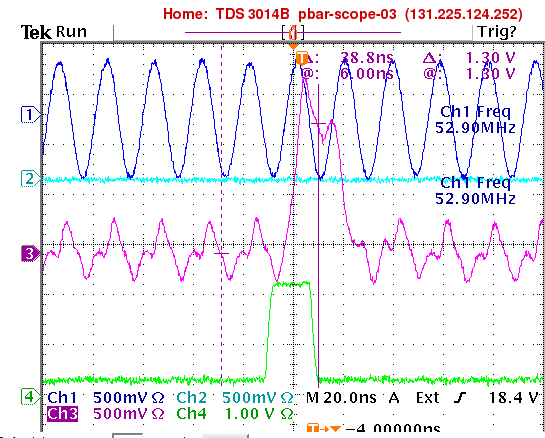 Home: TDS 3014B pbar-scope-03 (131.225.124.252)
Tek Run Trig?
Δ: 38.8ns Δ: 1.30 V
@: 6.00ns @: 1.30 V
1 Ch1 Freq
52.90MHz
2 Ch1 Freq
52.90MHz
3
4
Ch1 500mV Ω Ch2 500mV Ω M 20.0ns A Ext 18.4 V
Ch3 500mV Ω Ch4 1.00 V Ω
T→▼ -4.00000ns